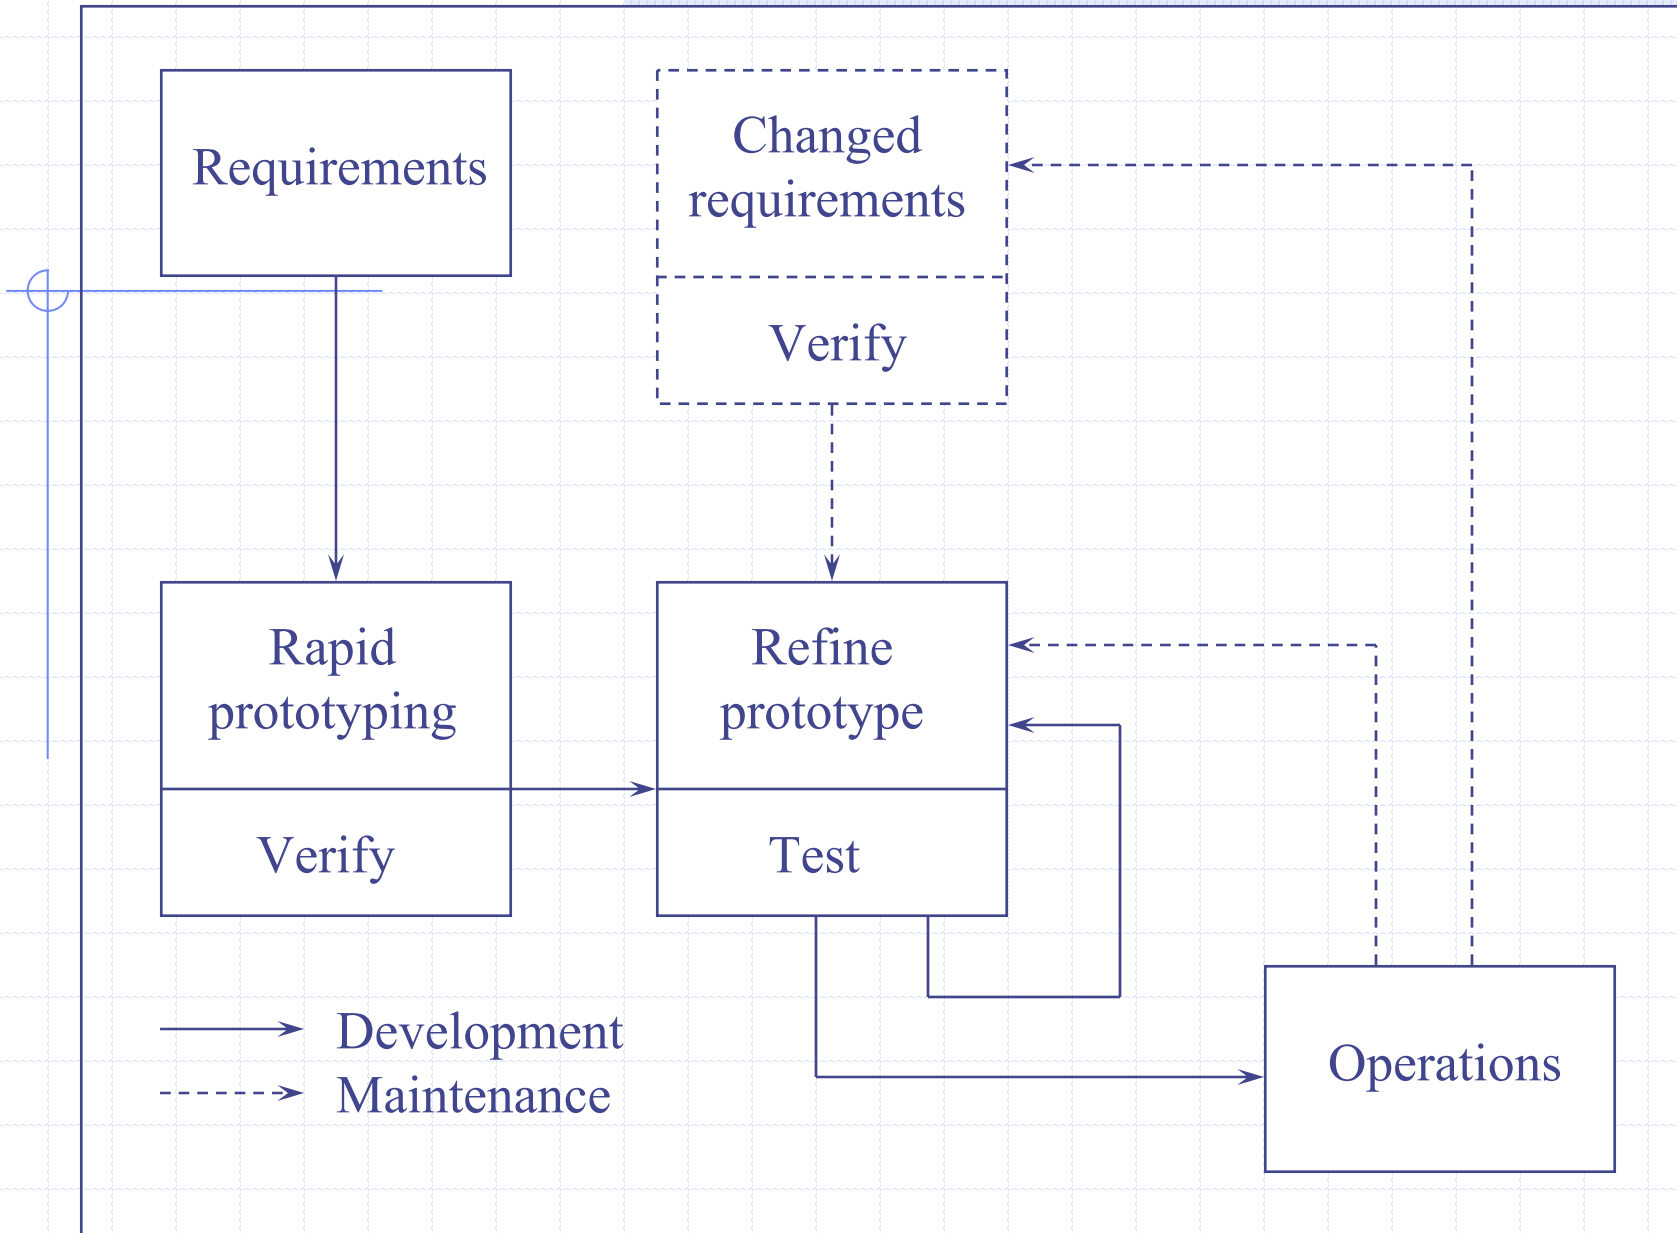 Requirements
Changed
requirements
Verify
Rapid
prototyping
Verify
Refine
prototype
Test
Development
Maintenance
Operations